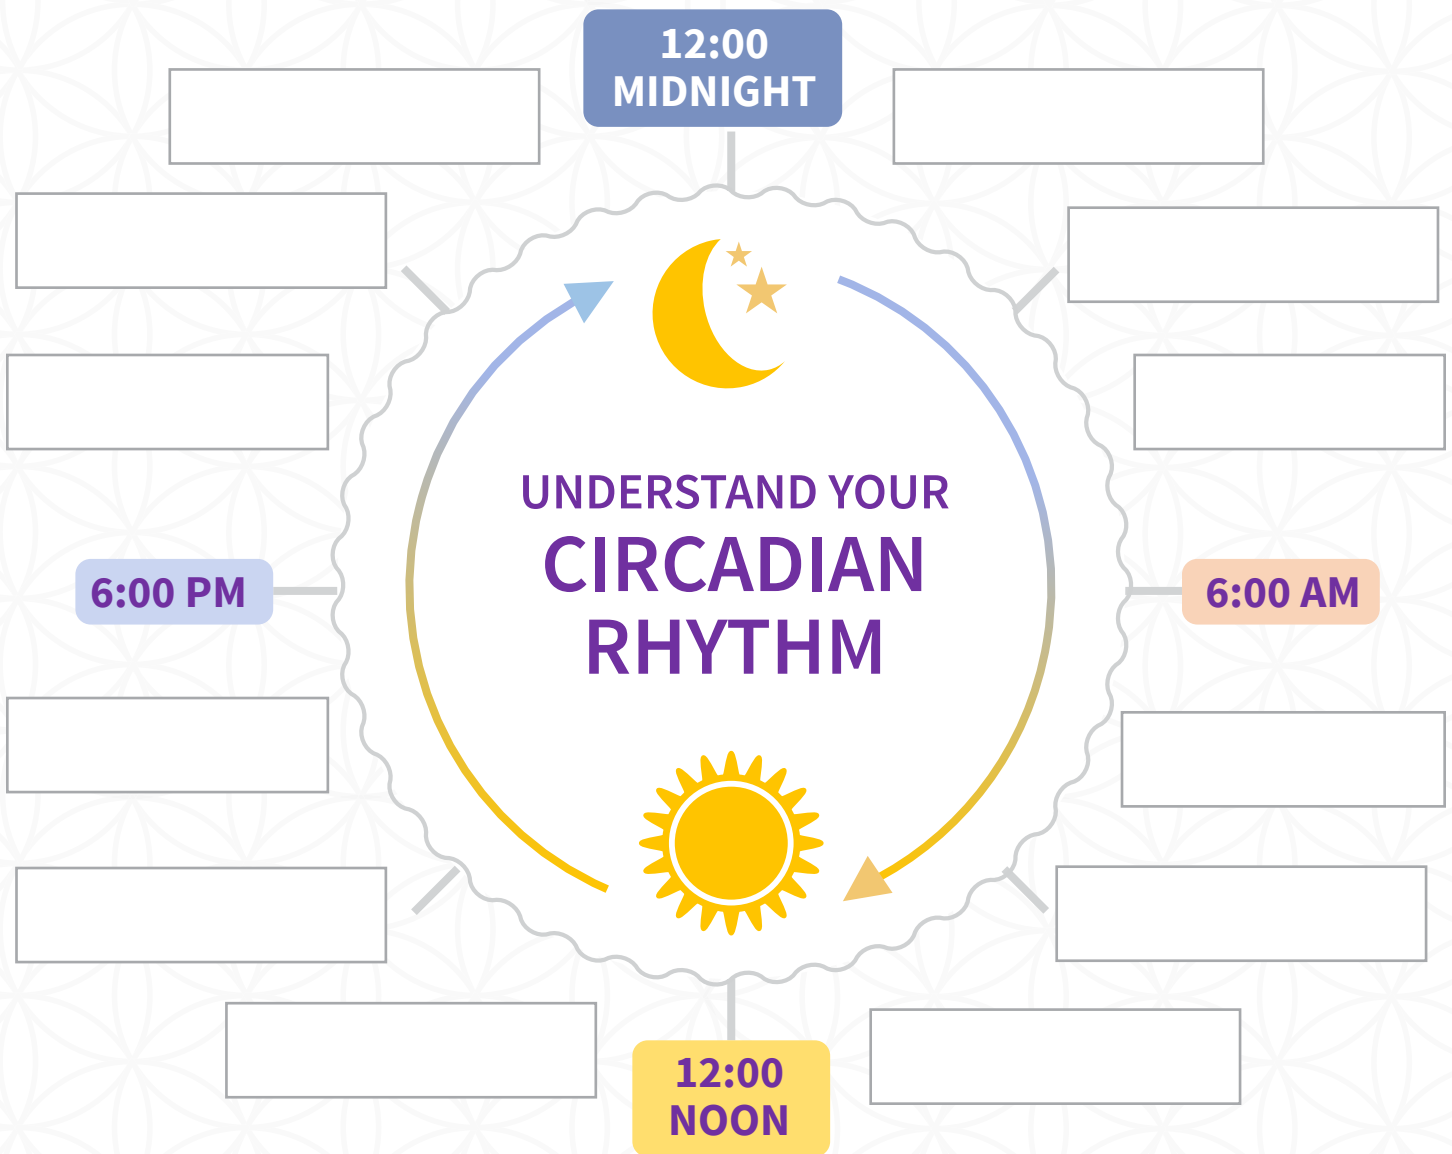 12:00
MIDNIGHT
UNDERSTAND YOUR
CIRCADIAN
RHYTHM
6:00 PM
6:00 AM
12:00
NOON